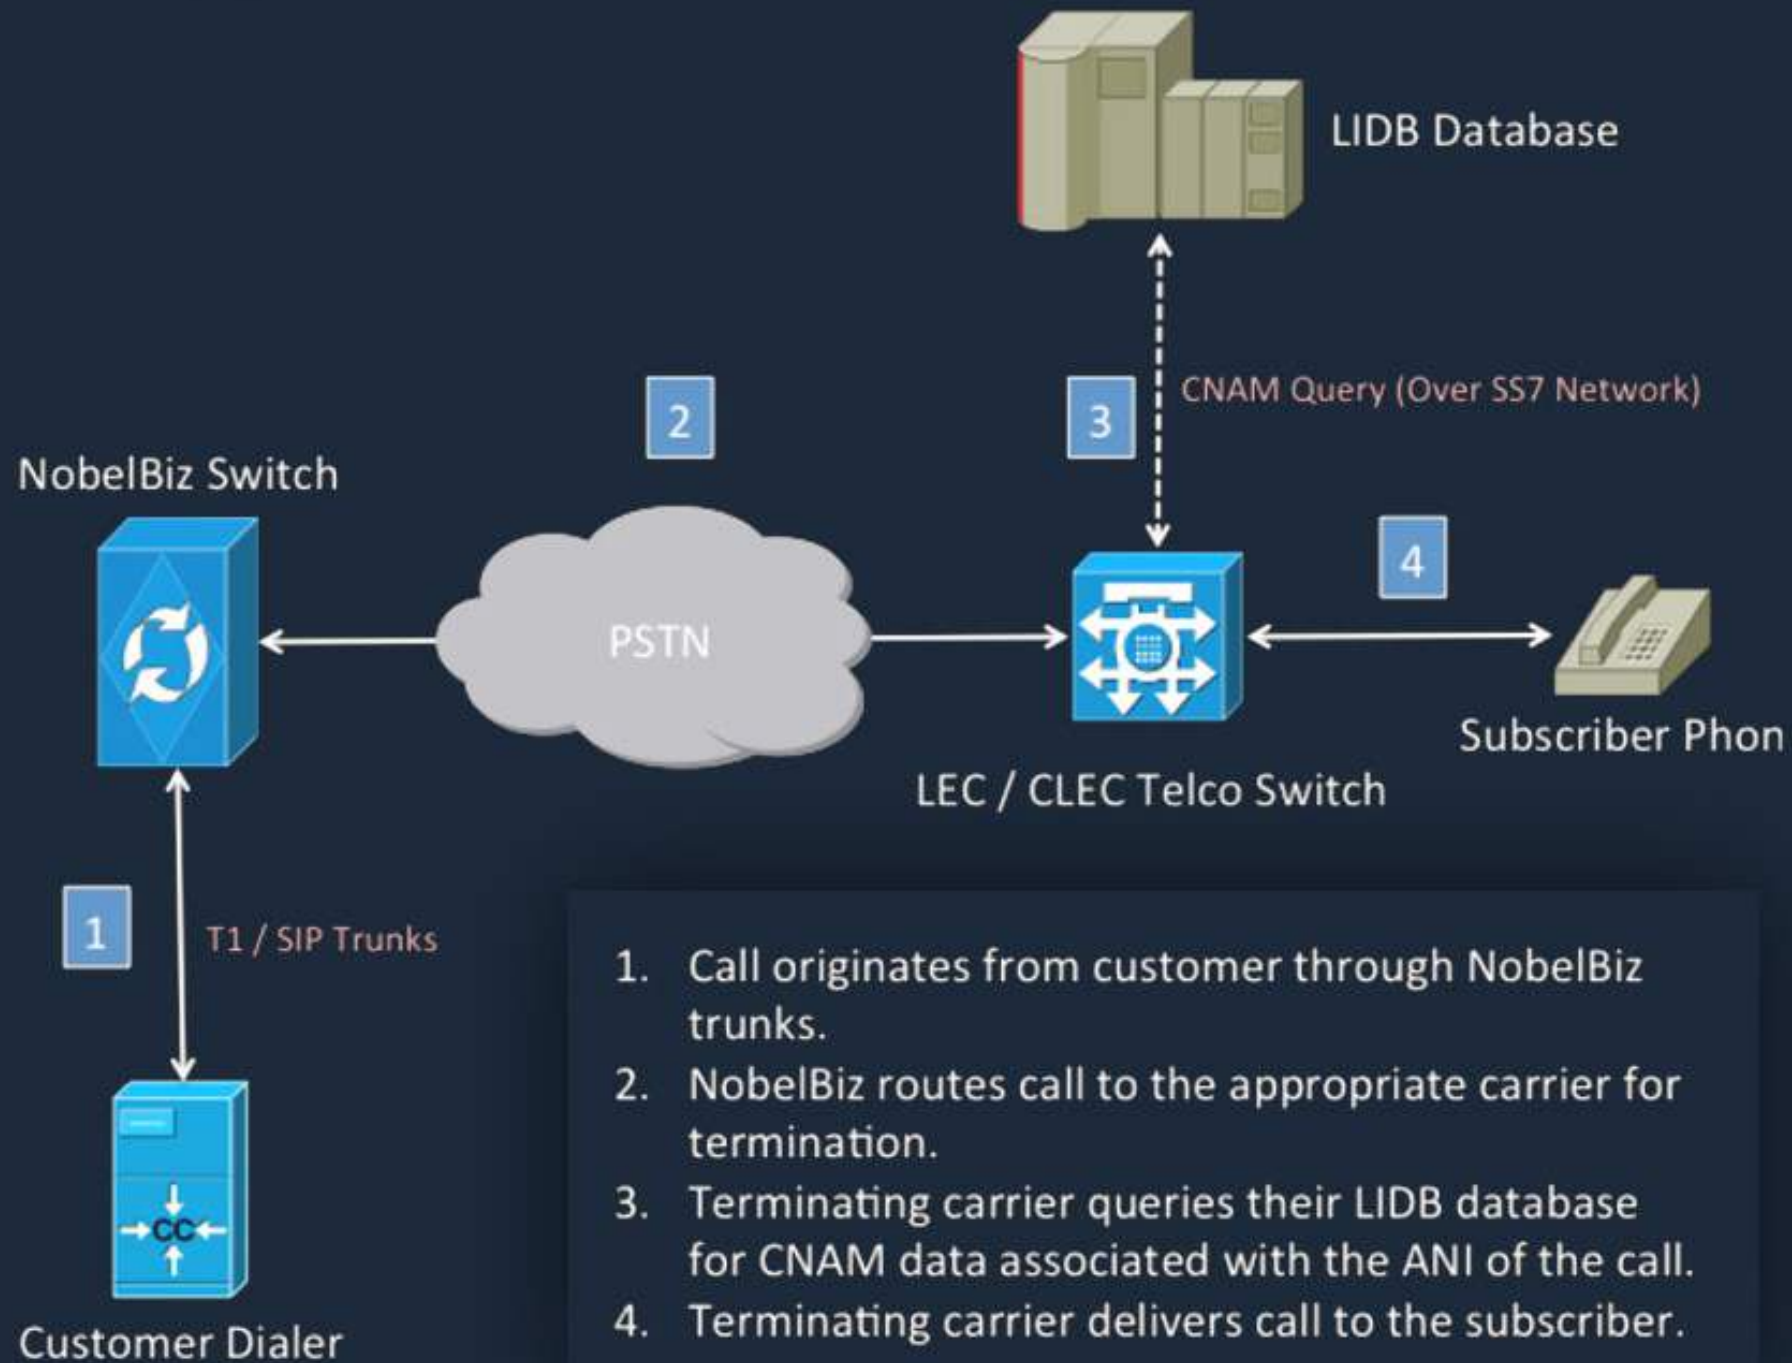 LIDB Database
2
3
CNAM Query (Over SS7 Network)
NobelBiz Switch
4
PSTN
Subscriber Phon
LEC / CLEC Telco Switch
1
T1 / SIP Trunks
CC
Customer Dialer
1. Call originates from customer through NobelBiz
trunks.
2. NobelBiz routes call to the appropriate carrier for
termination.
3. Terminating carrier queries their LIDB database
for CNAM data associated with the ANI of the call.
4. Terminating carrier delivers call to the subscriber.